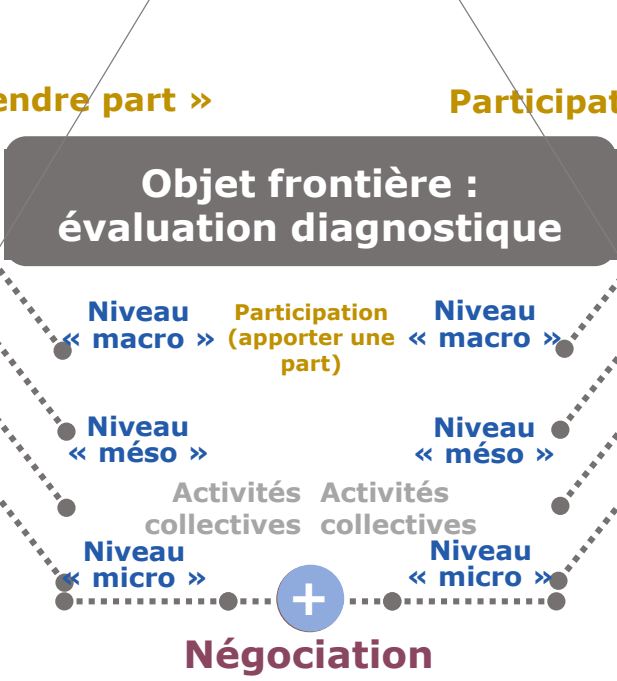 endre part »
Participat
Objet frontière :
évaluation diagnostique
Niveau
« macro »
Participation
(apporter une
part)
Niveau
« macro »
Niveau
« méso »
Niveau
« méso »
Activités
collectives
Activités
collectives
Niveau
« micro »
Niveau
« micro »
+
Négociation